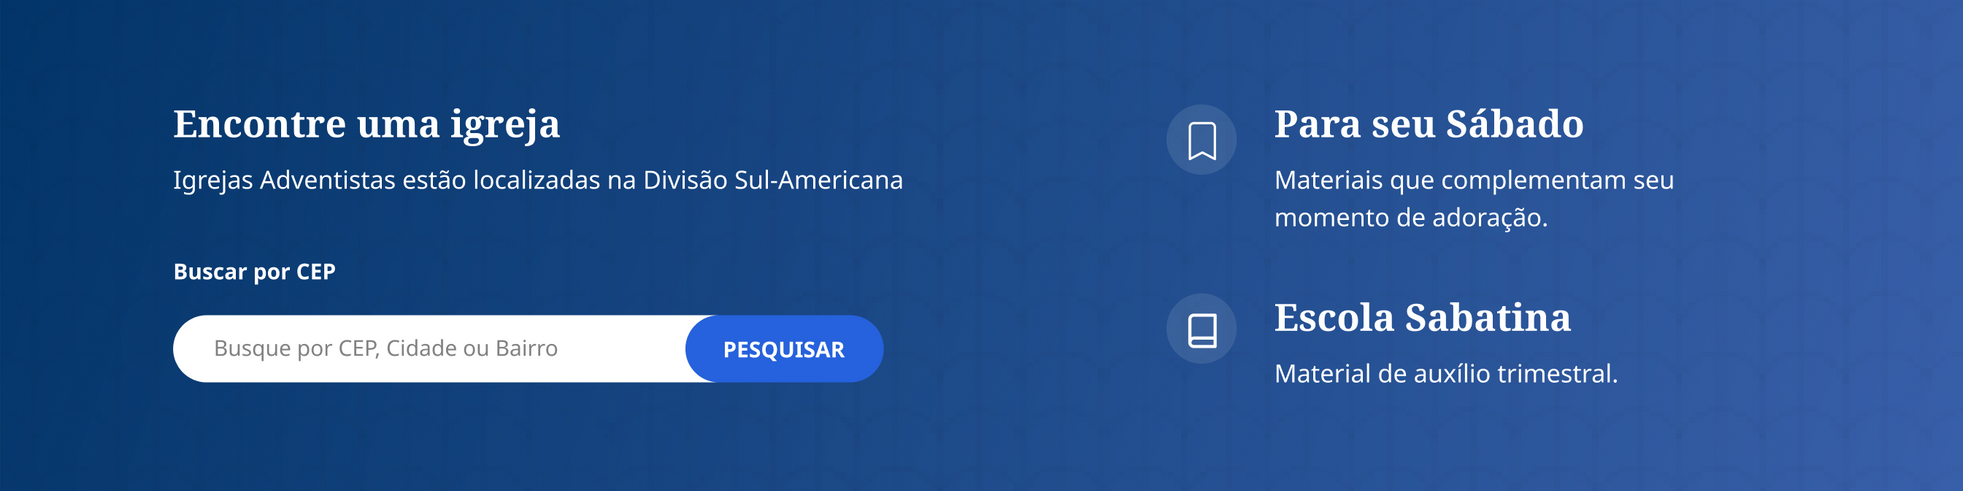 Encontre uma igreja
Igrejas Adventistas estão localizadas na Divisão Sul-Americana
Buscar por CEP
Busque por CEP, Cidade ou Bairro
PESQUISAR
Para seu Sábado
Materiais que complementam seu
momento de adoração.
Escola Sabatina
Material de auxílio trimestral.